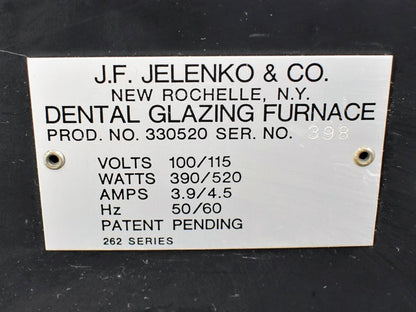 J.F. JELENKO & CO.
NEW ROCHELLE, N.Y.
DENTAL GLAZING FURNACE
PROD. NO. 330520 SER. NO. 398
VOLTS 100/115
WATTS 390/520
AMPS 3.9/4.5
Hz 50/60
PATENT PENDING
262 SERIES